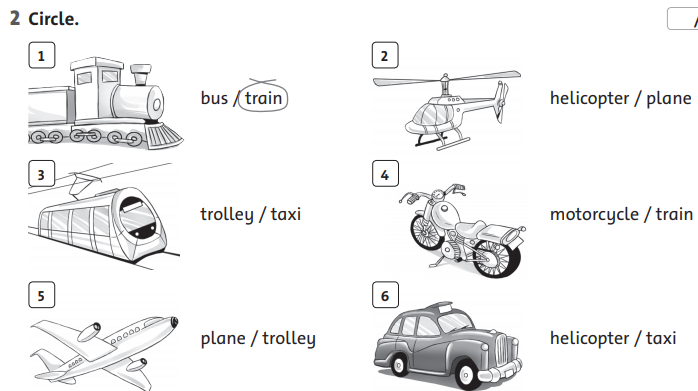 2 Circle.
1
bus / train
2
helicopter / plane
3
trolley / taxi
4
motorcycle / train
5
plane / trolley
6
helicopter / taxi
/